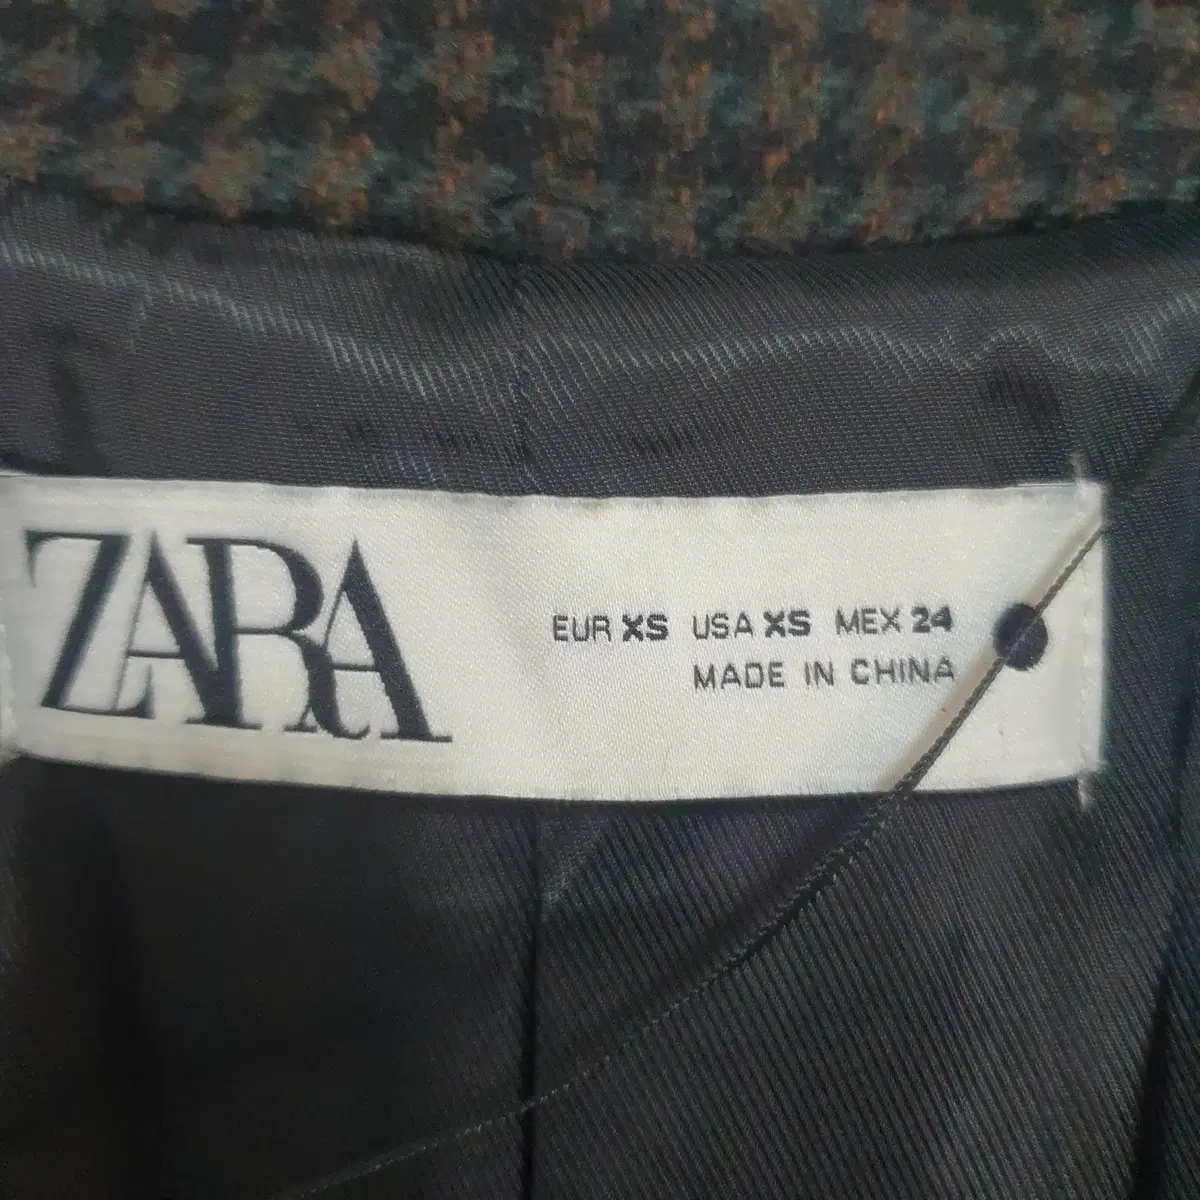 ZARA
EUR XS USA XS MEX 24
MADE IN CHINA